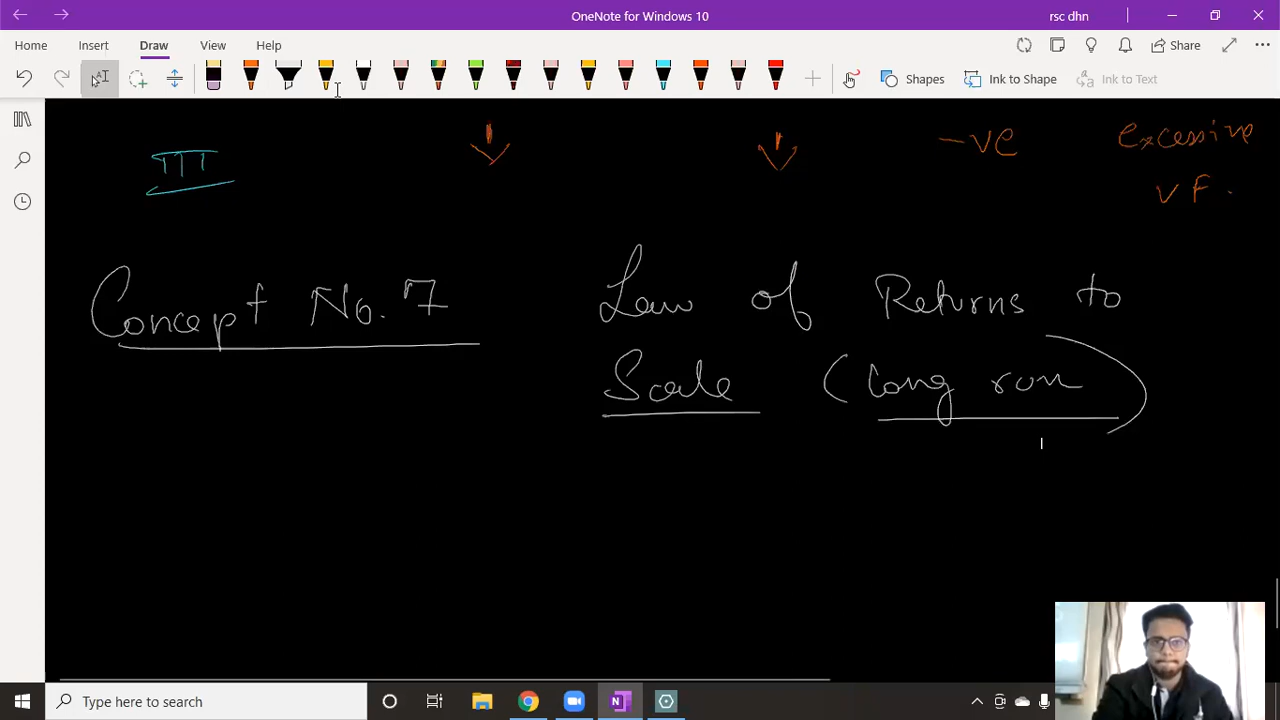 OneNote for Windows 10
rsc dhn
Home Insert Draw View Help
Share
Shapes
Ink to Shape
Ink to Text
III
-ve
excessive
VF.
Concept No. 7
Law of Returns to
Scale (long run)
Type here to search